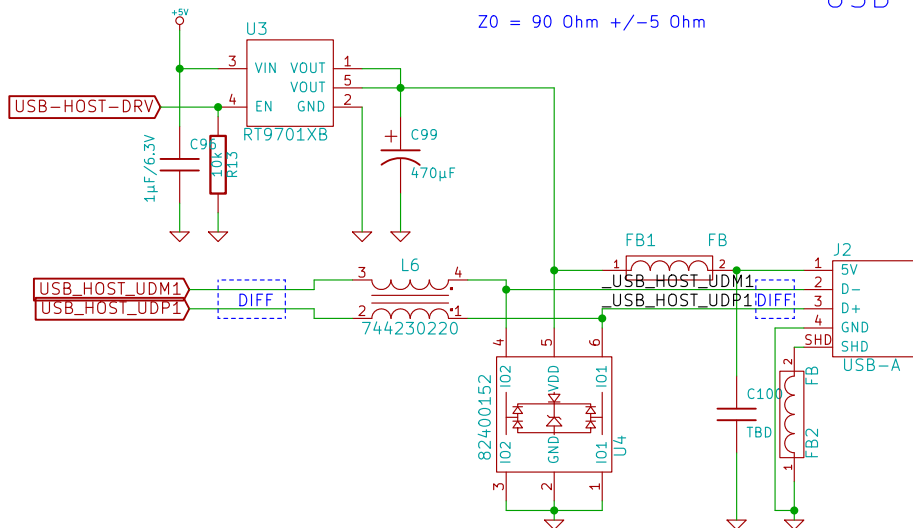 USB
Z0 = 90 Ohm +/-5 Ohm
+5V
U3
3 VIN VOUT 1
VOUT 5
4 EN GND 2
USB-HOST-DRV
RT9701XB
C99
470µF
1µF/6.3V
10k
R13
FB1 FB
1 2
J2
L6
3 4
2 1
744230220
USB_HOST_UDM1
USB_HOST_UDP1
DIFF
_USB_HOST_UDM1
_USB_HOST_UDP1
DIFF
1 5V
2 D-
3 D+
4 GND
SHD SHD
USB-A
4 5 6
IO2 VDD IO1
IO2 GND IO1
3 2 1
82400152
U4
C100
TBD
2
FB
FB2
1